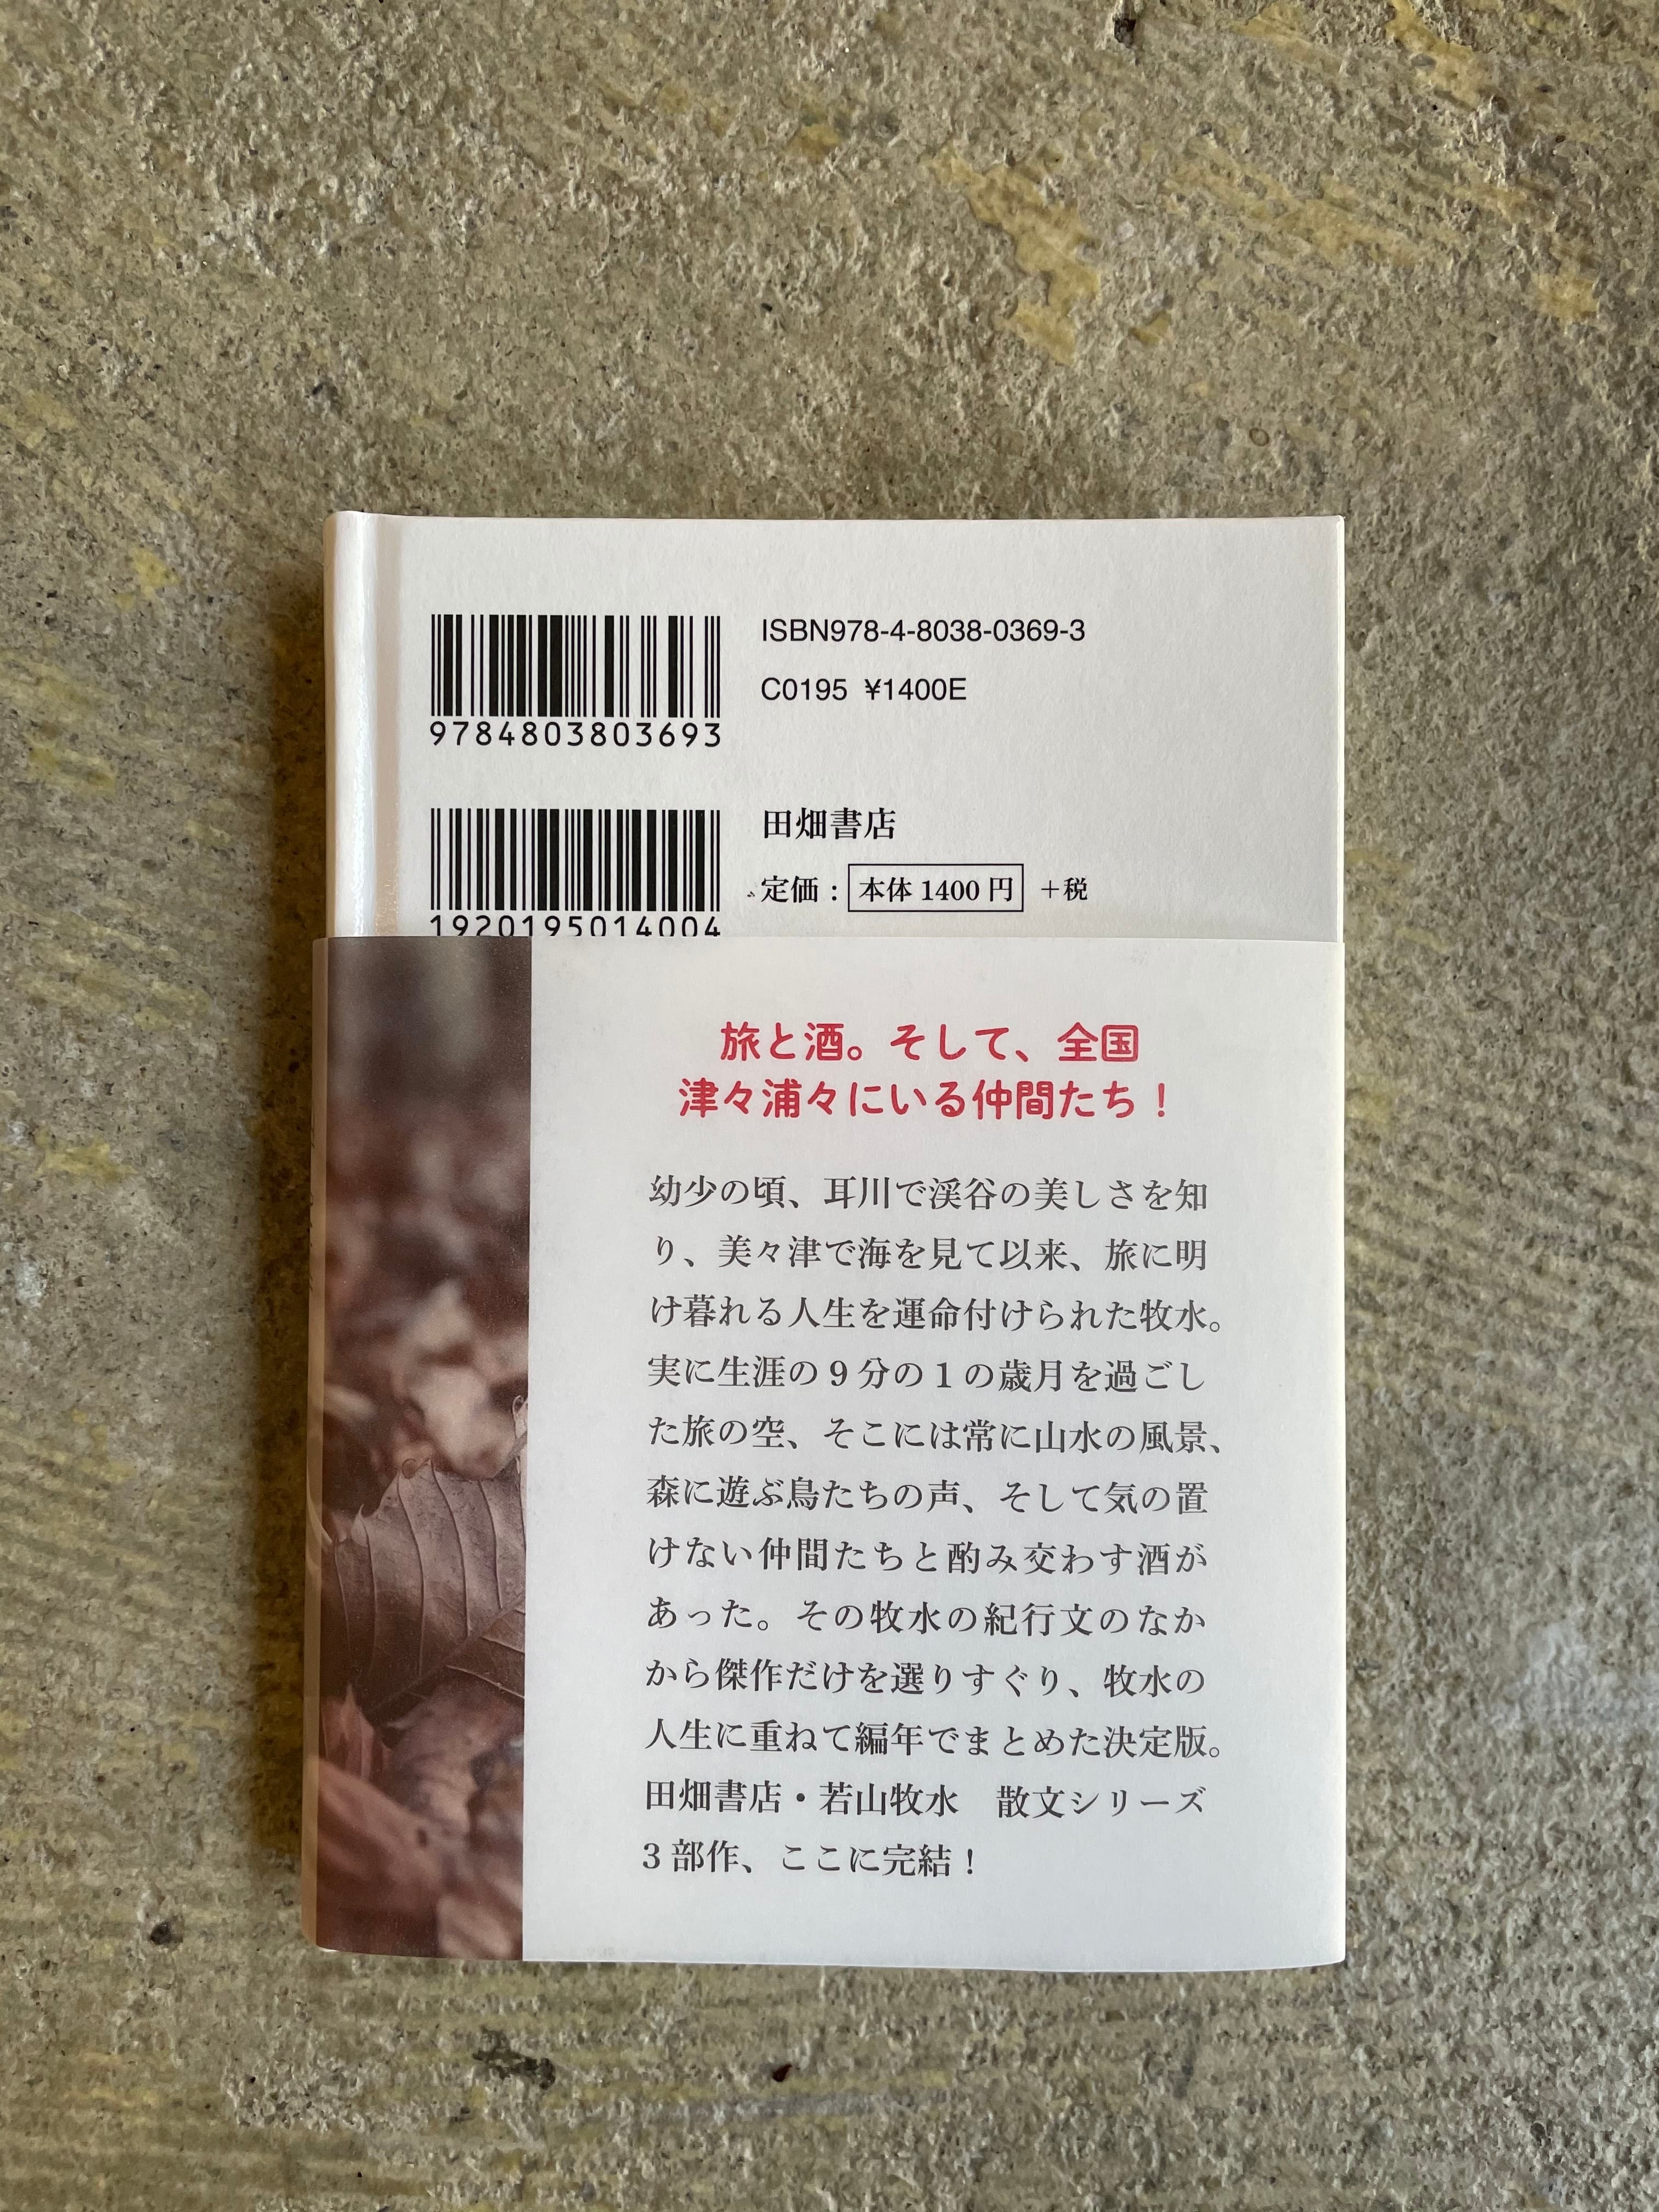 ISBN978-4-8038-0369-3
C0195 ¥1400E
9784803803693
田畑書店
定価：本体 1400 円 +税
1920195014004
旅と酒。そして、全国
津々浦々にいる仲間たち！
幼少の頃、耳川で渓谷の美しさを知
り、美々津で海を見て以来、旅に明
け暮れる人生を運命付けられた牧水。
実に生涯の9分の1の歳月を過ごし
た旅の空、そこには常に山水の風景、
森に遊ぶ鳥たちの声、そして気の置
けない仲間たちと酌み交わす酒が
あった。その牧水の紀行文のなか
から傑作だけを選りすぐり、牧水の
人生に重ねて編年でまとめた決定版。
田畑書店・若山牧水　散文シリーズ
3部作、ここに完結！